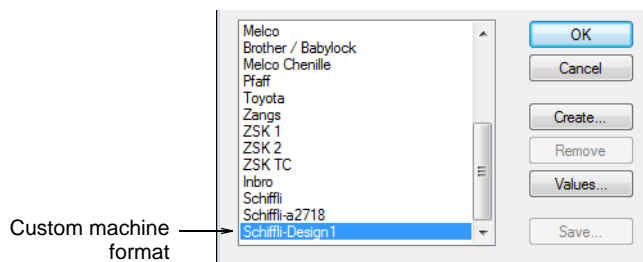 Melco
Brother / Babylock
Melco Chenille
Pfaff
Toyota
Zangs
ZSK 1
ZSK 2
ZSK TC
Inbro
Schiffli
Schiffli-a2718
Schiffli-Design1
OK
Cancel
Create...
Remove
Values...
Save...
Custom machine
format